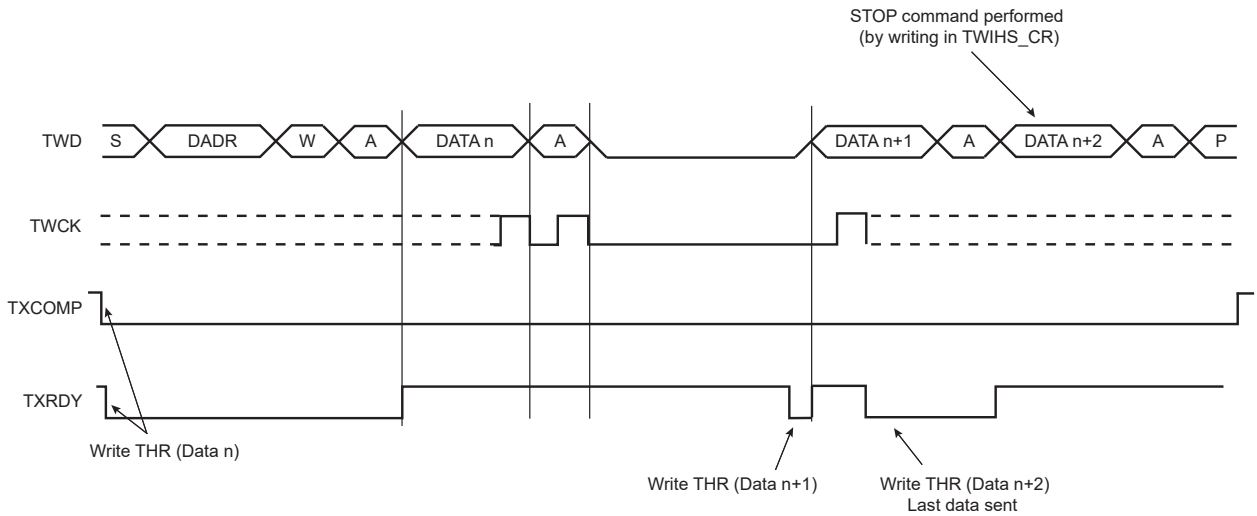 STOP command performed
(by writing in TWIHS_CR)
TWD S DADR W A DATA n A DATA n+1 A DATA n+2 A P
TWCK
TXCOMP
TXRDY
Write THR (Data n)
Write THR (Data n+1) Write THR (Data n+2)
Last data sent